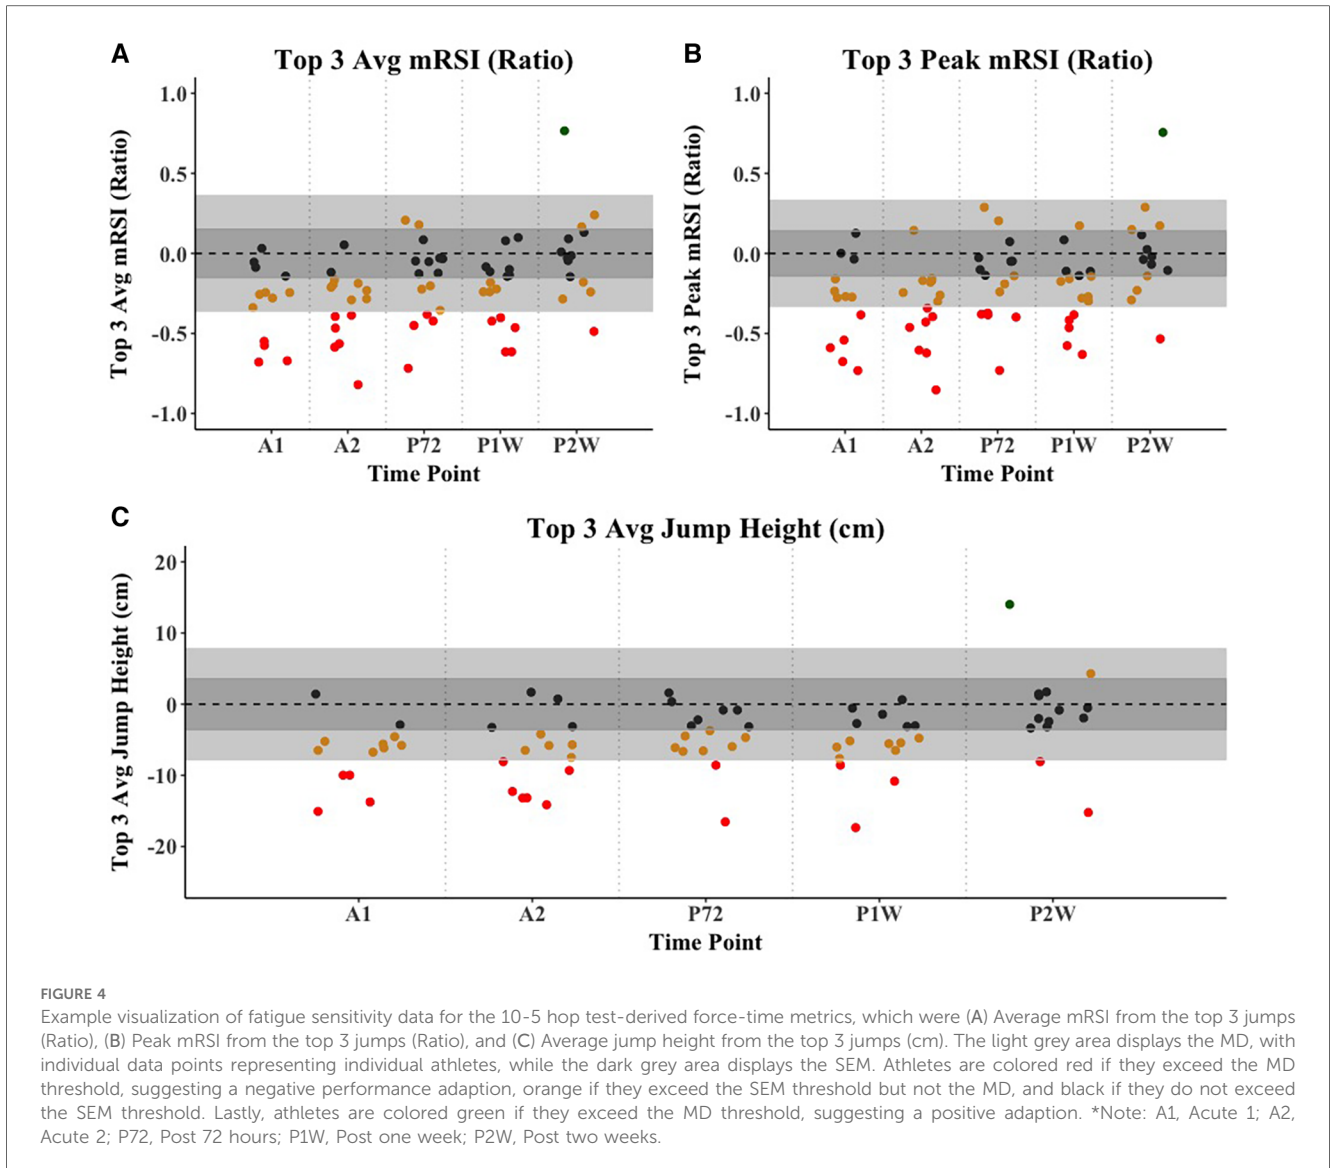 A
Top 3 Avg mRSI (Ratio)
Top 3 Avg mRSI (Ratio)
1.0
0.5
0.0
-0.5
-1.0
A1 A2 P72 P1W P2W
Time Point
B
Top 3 Peak mRSI (Ratio)
Top 3 Peak mRSI (Ratio)
1.0
0.5
0.0
-0.5
-1.0
A1 A2 P72 P1W P2W
Time Point
C
Top 3 Avg Jump Height (cm)
Top 3 Avg Jump Height (cm)
20
10
0
-10
-20
A1 A2 P72 P1W P2W
Time Point
FIGURE 4
Example visualization of fatigue sensitivity data for the 10-5 hop test-derived force-time metrics, which were (A) Average mRSI from the top 3 jumps
(Ratio), (B) Peak mRSI from the top 3 jumps (Ratio), and (C) Average jump height from the top 3 jumps (cm). The light grey area displays the MD, with
individual data points representing individual athletes, while the dark grey area displays the SEM. Athletes are colored red if they exceed the MD
threshold, suggesting a negative performance adaption, orange if they exceed the SEM threshold but not the MD, and black if they do not exceed
the SEM threshold. Lastly, athletes are colored green if they exceed the MD threshold, suggesting a positive adaption. *Note: A1, Acute 1; A2,
Acute 2; P72, Post 72 hours; P1W, Post one week; P2W, Post two weeks.